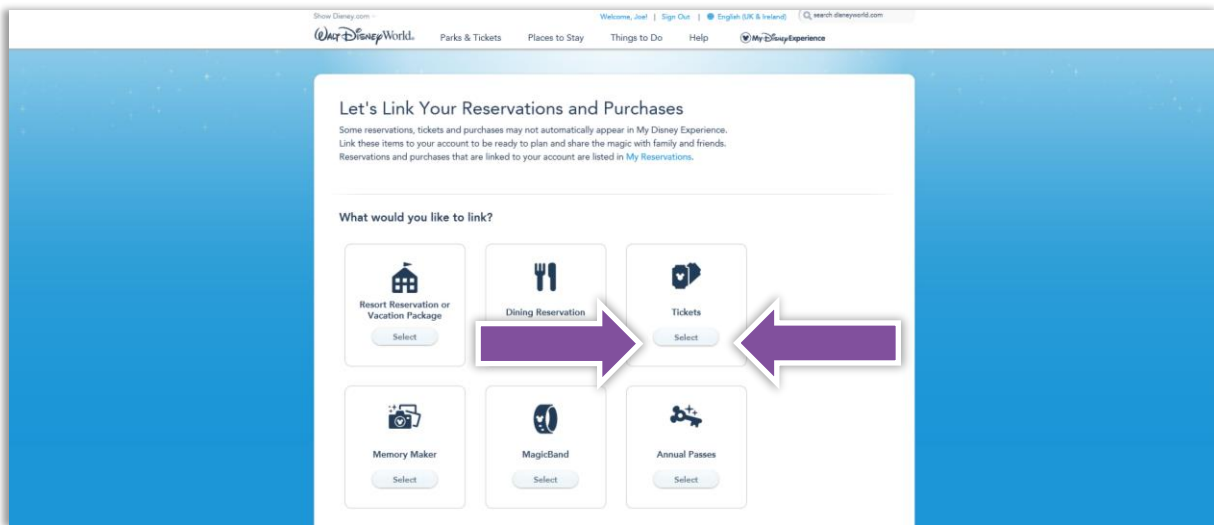 Show Disney.com
Welcome, Joel! | Sign Out | English (UK & Ireland) search disneyworld.com
Walt Disney World. Parks & Tickets Places to Stay Things to Do Help My Disney Experience
Let's Link Your Reservations and Purchases
Some reservations, tickets and purchases may not automatically appear in My Disney Experience.
Link these items to your account to be ready to plan and share the magic with family and friends.
Reservations and purchases that are linked to your account are listed in My Reservations.
What would you like to link?
Resort Reservation or
Vacation Package
Select
Dining Reservation
Tickets
Select
Memory Maker
Select
MagicBand
Select
Annual Passes
Select